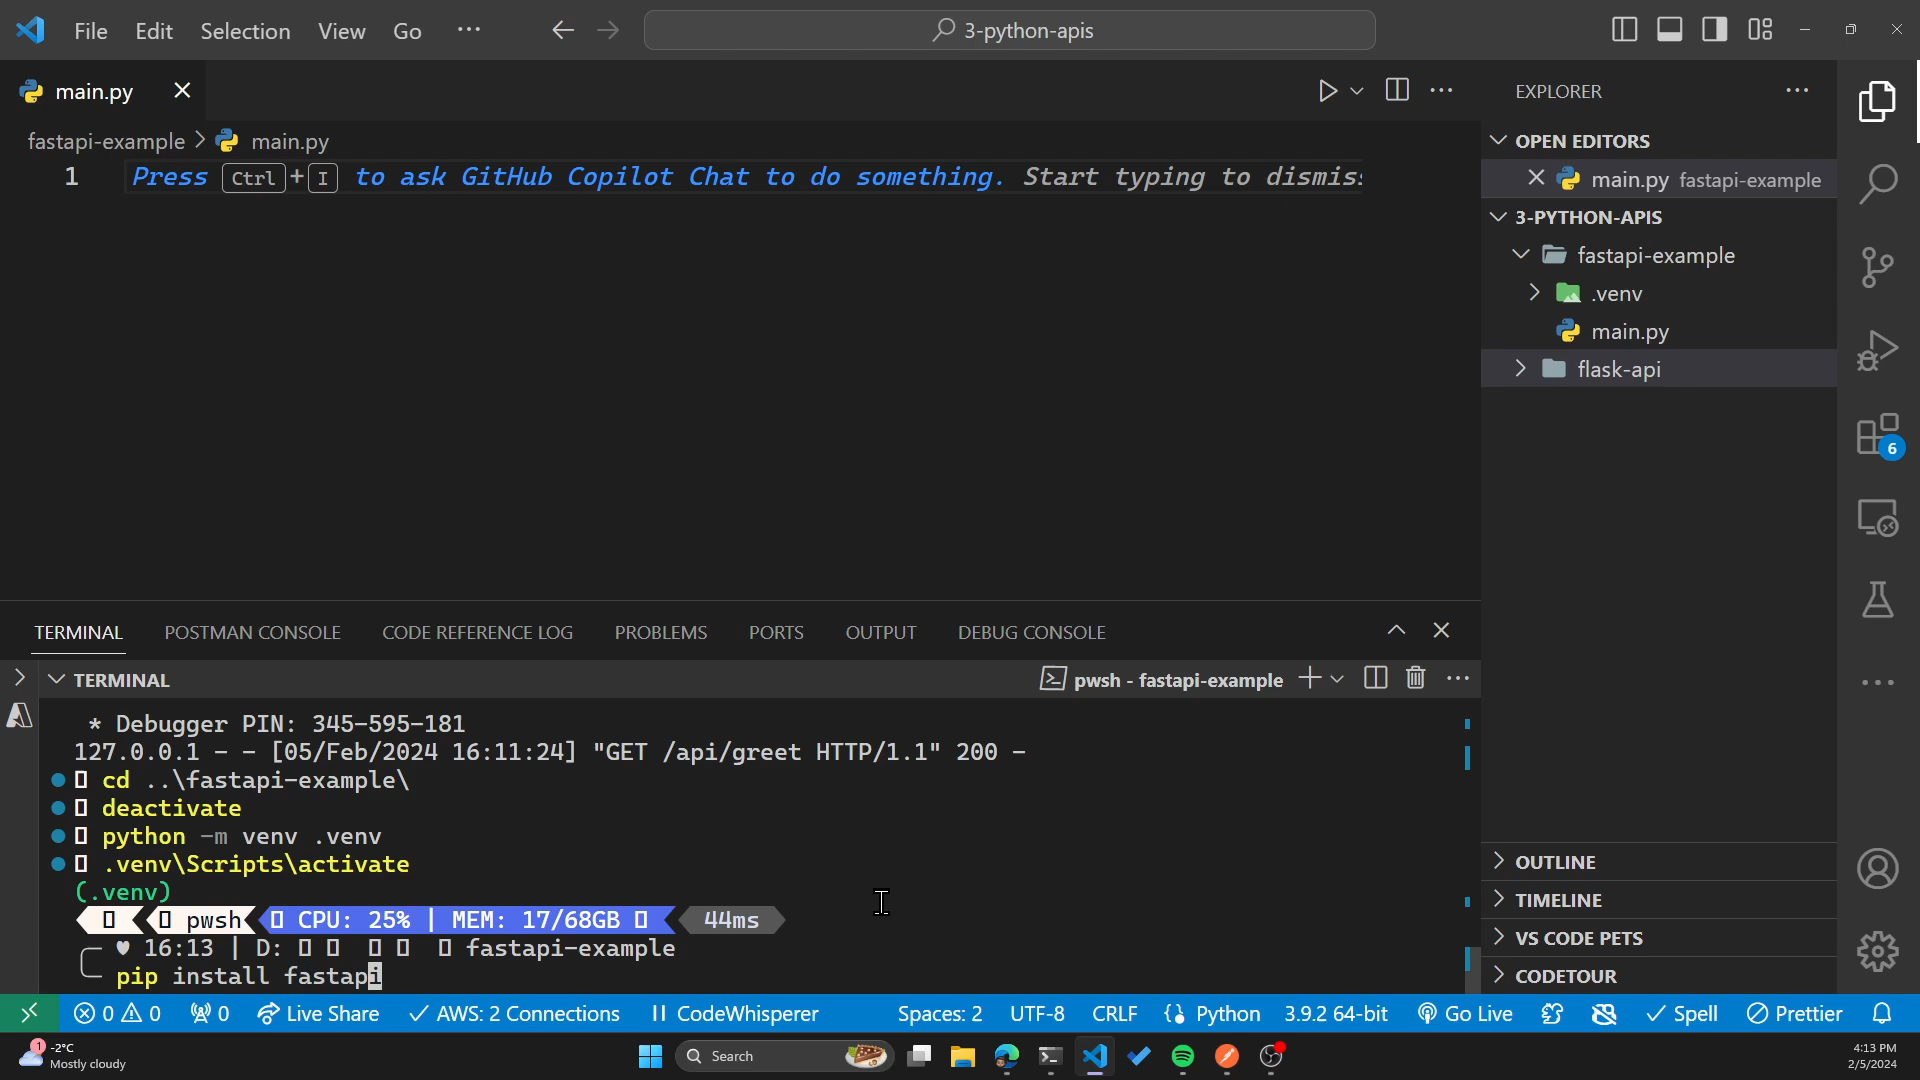 File Edit Selection View Go ··· 3-python-apis
main.py
EXPLORER
fastapi-example > main.py
OPEN EDITORS
1 Press Ctrl+I to ask GitHub Copilot Chat to do something. Start typing to dismis
main.py fastapi-example
3-PYTHON-APIS
fastapi-example
.venv
main.py
flask-api
6
TERMINAL POSTMAN CONSOLE CODE REFERENCE LOG PROBLEMS PORTS OUTPUT DEBUG CONSOLE
TERMINAL
pwsh - fastapi-example
* Debugger PIN: 345-595-181
127.0.0.1 - - [05/Feb/2024 16:11:24] "GET /api/greet HTTP/1.1" 200 -
cd ..\fastapi-example\
deactivate
python -m venv .venv
.venv\Scripts\activate
(.venv)
pwsh CPU: 25% | MEM: 17/68GB 44ms
16:13 | D: fastapi-example
pip install fastapi
OUTLINE
TIMELINE
VS CODE PETS
CODETOUR
0 0 0 Live Share AWS: 2 Connections CodeWhisperer Spaces: 2 UTF-8 CRLF Python 3.9.2 64-bit Go Live Spell Prettier
1
-2°C
Mostly cloudy
Search
4:13 PM
2/5/2024